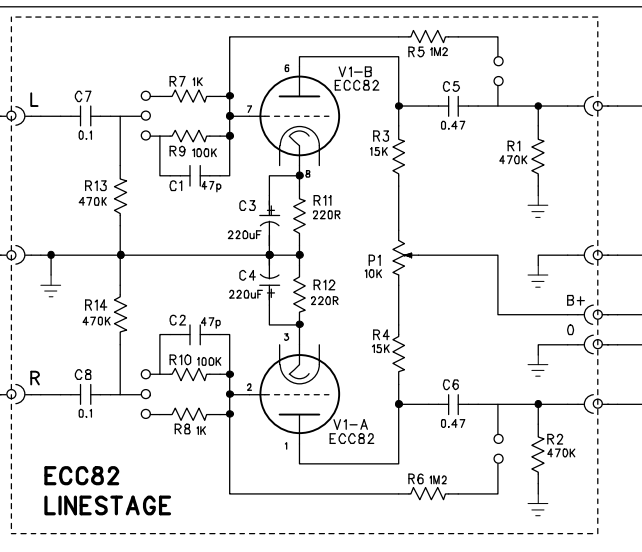 R5 1M2
6
V1-B
ECC82
L
C7
0.1
R7 1K
7
C5
0.47
R9 100K
C1 47p
R3
15K
R1
470K
8
R13
470K
C3 +
220uF
R11
220R
P1
10K
C4
220uF +
R12
220R
B+
0
R14
470K
C2 47p
3
R4
15K
R10 100K
R
C8
0.1
2
C6
0.47
R8 1K
V1-A
ECC82
1
R2
470K
R6 1M2
ECC82
LINESTAGE